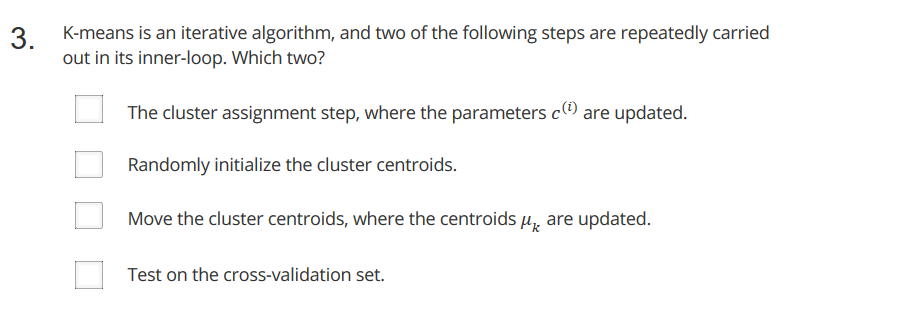 3. K-means is an iterative algorithm, and two of the following steps are repeatedly carried
out in its inner-loop. Which two?
The cluster assignment step, where the parameters c⁽ⁱ⁾ are updated.
Randomly initialize the cluster centroids.
Move the cluster centroids, where the centroids μₖ are updated.
Test on the cross-validation set.